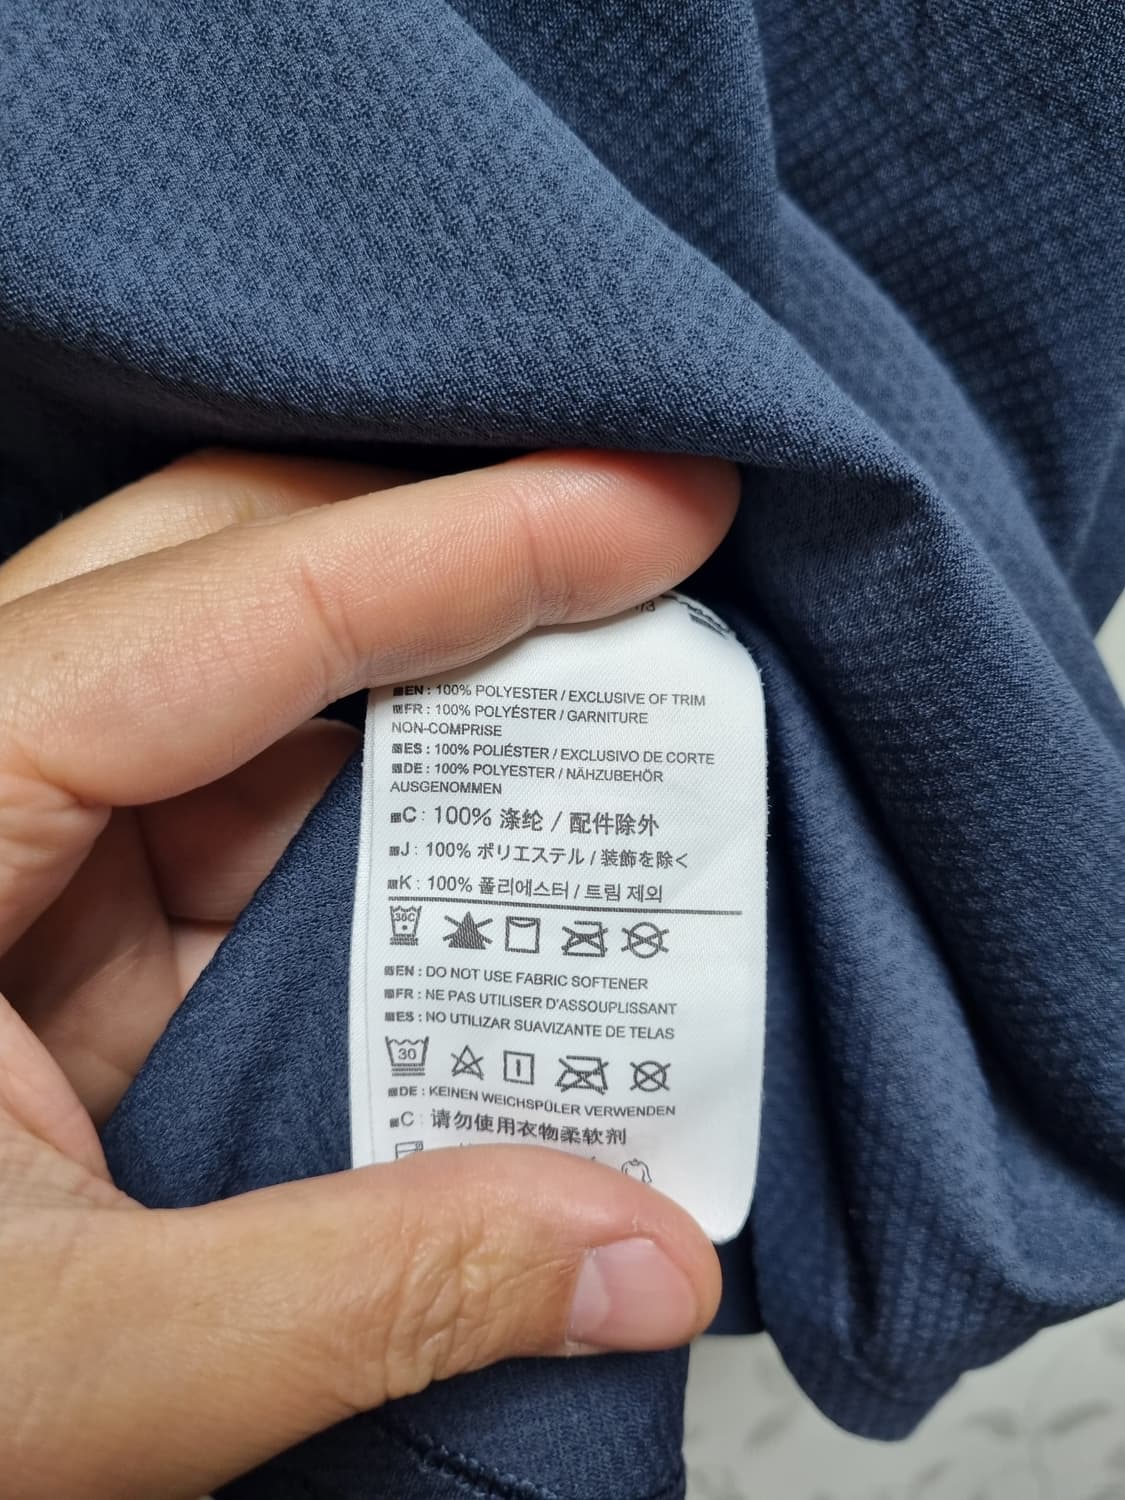 /3
EN : 100% POLYESTER / EXCLUSIVE OF TRIM
FR : 100% POLYÉSTER / GARNITURE
NON-COMPRISE
ES : 100% POLIÉSTER / EXCLUSIVO DE CORTE
DE : 100% POLYESTER / NÄHZUBEHÖR
AUSGENOMMEN
C : 100% 涤纶 / 配件除外
J : 100% ポリエステル / 装飾を除く
K : 100% 폴리에스터 / 트림 제외
30C
EN : DO NOT USE FABRIC SOFTENER
FR : NE PAS UTILISER D'ASSOUPLISSANT
ES : NO UTILIZAR SUAVIZANTE DE TELAS
30
DE : KEINEN WEICHSPÜLER VERWENDEN
C : 请勿使用衣物柔软剂